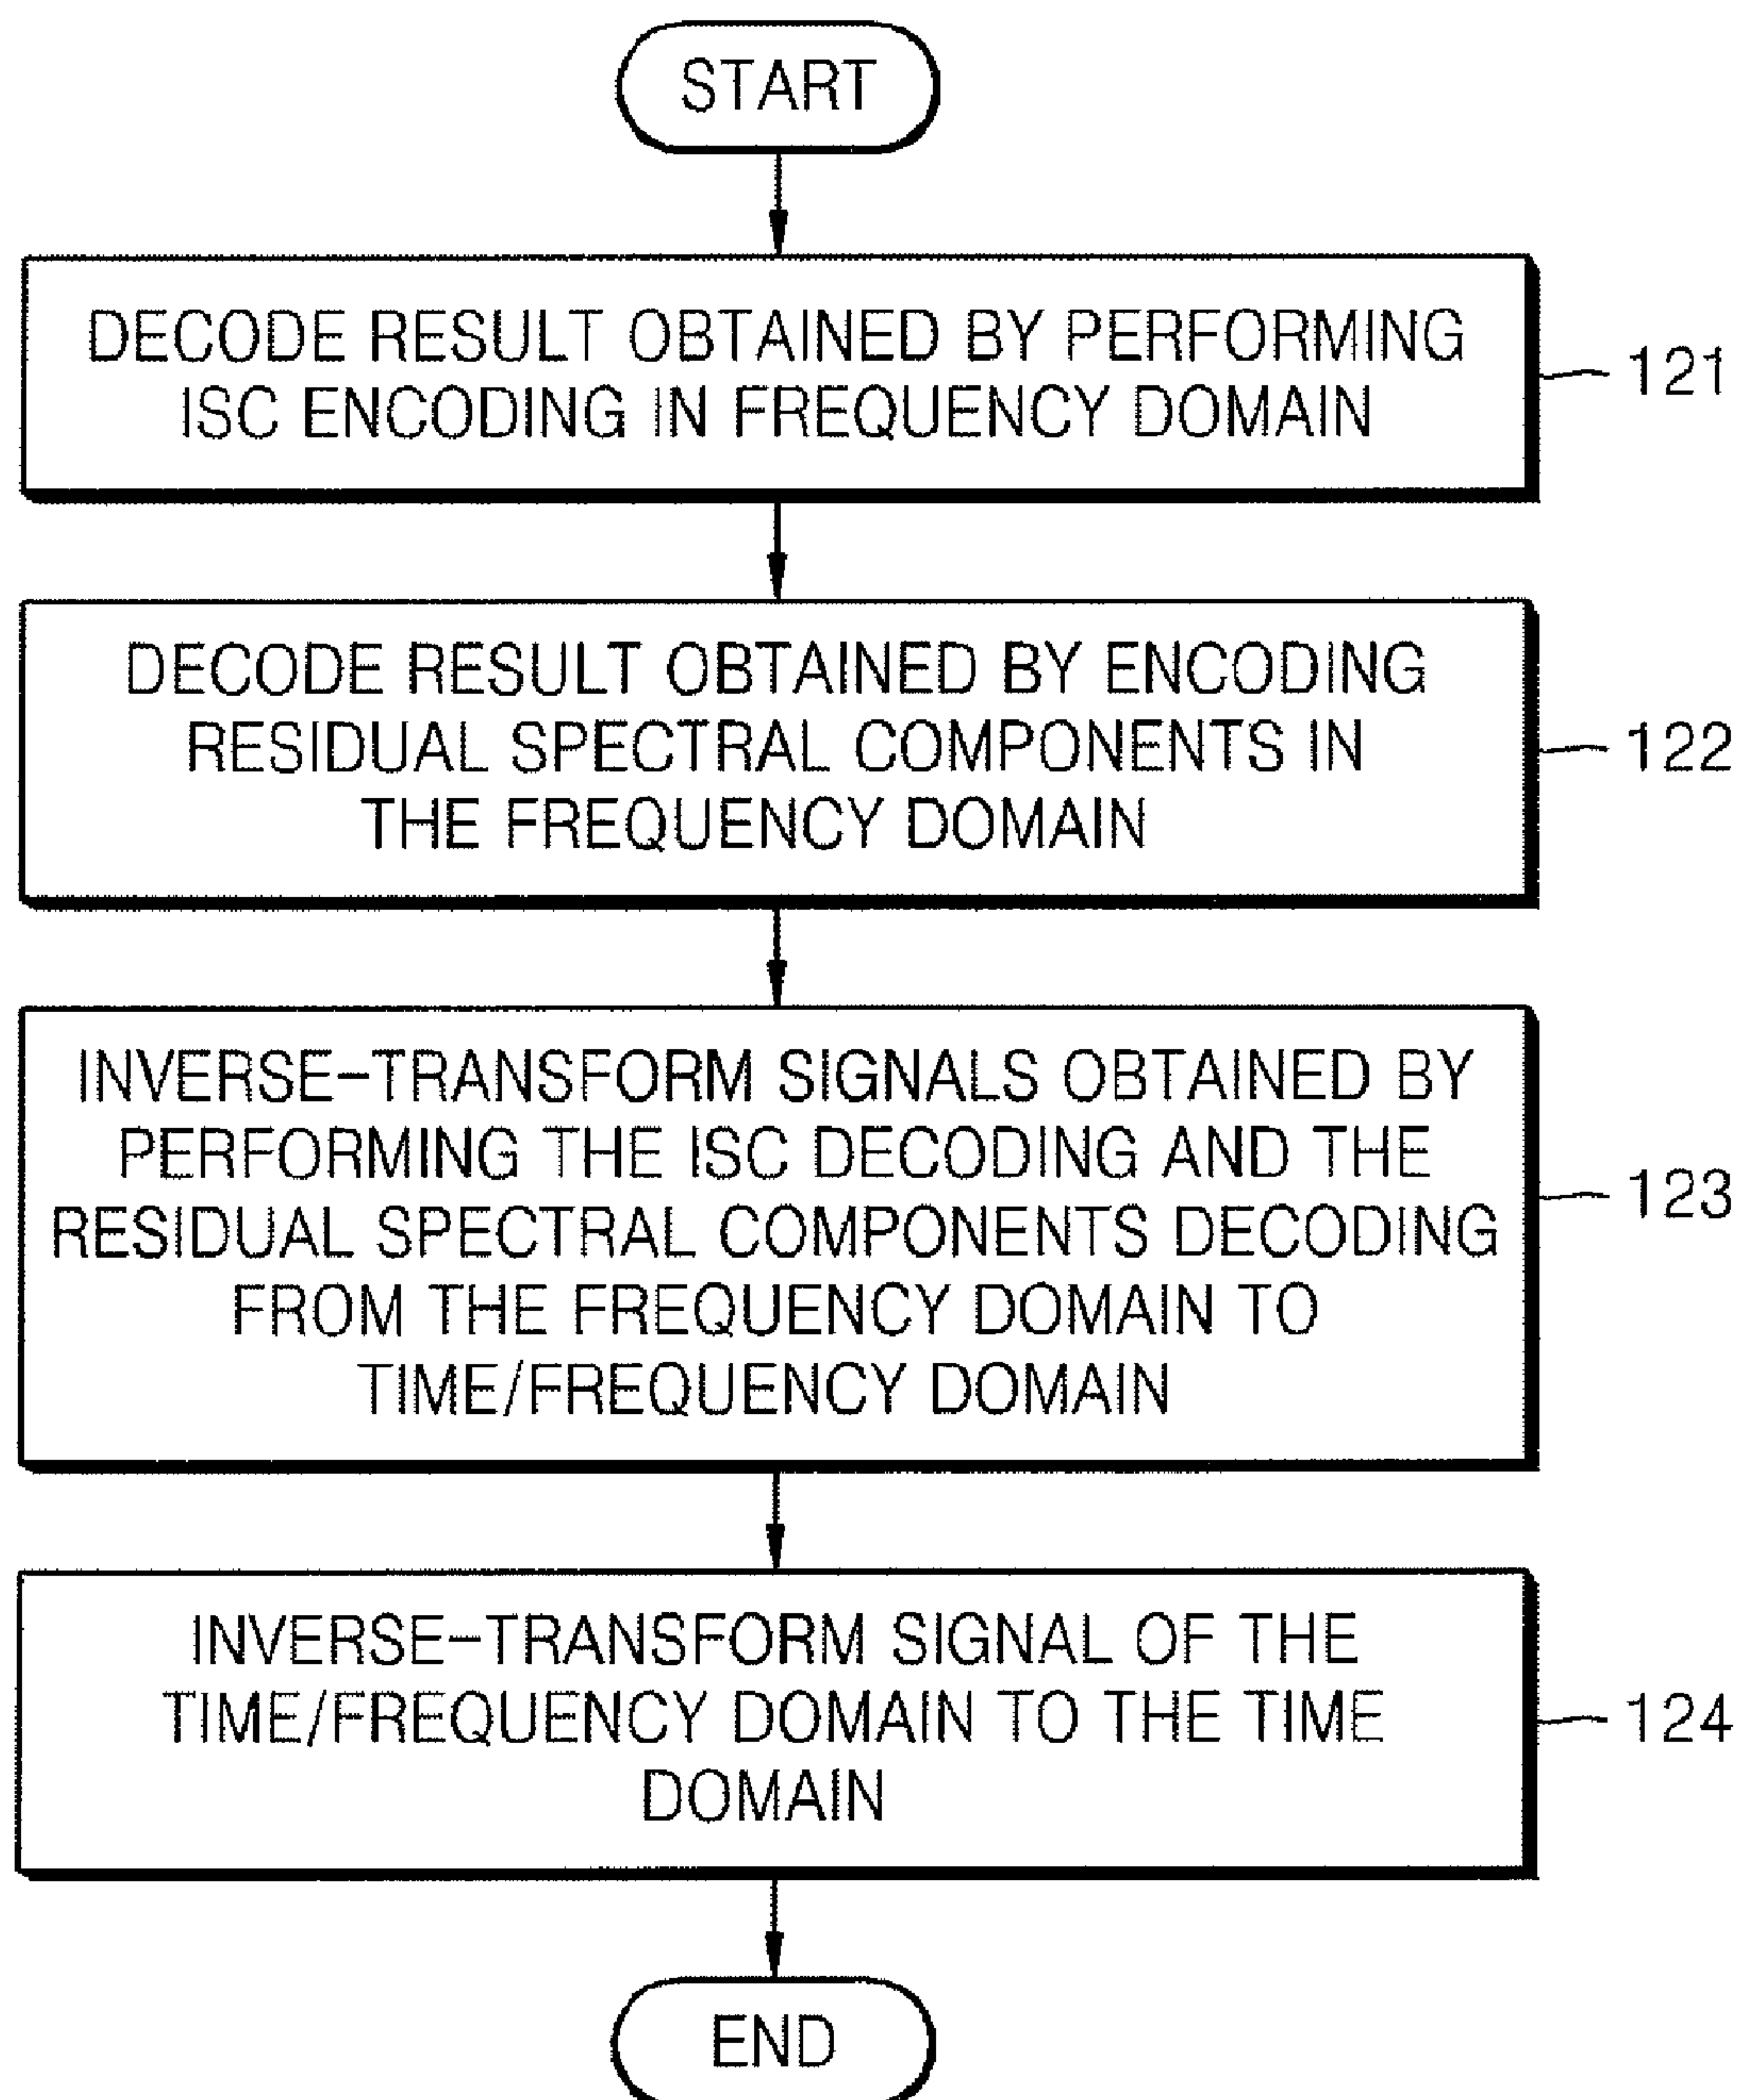 START
DECODE RESULT OBTAINED BY PERFORMING
ISC ENCODING IN FREQUENCY DOMAIN
121
DECODE RESULT OBTAINED BY ENCODING
RESIDUAL SPECTRAL COMPONENTS IN
THE FREQUENCY DOMAIN
122
INVERSE-TRANSFORM SIGNALS OBTAINED BY
PERFORMING THE ISC DECODING AND THE
RESIDUAL SPECTRAL COMPONENTS DECODING
FROM THE FREQUENCY DOMAIN TO
TIME/FREQUENCY DOMAIN
123
INVERSE-TRANSFORM SIGNAL OF THE
TIME/FREQUENCY DOMAIN TO THE TIME
DOMAIN
124
END